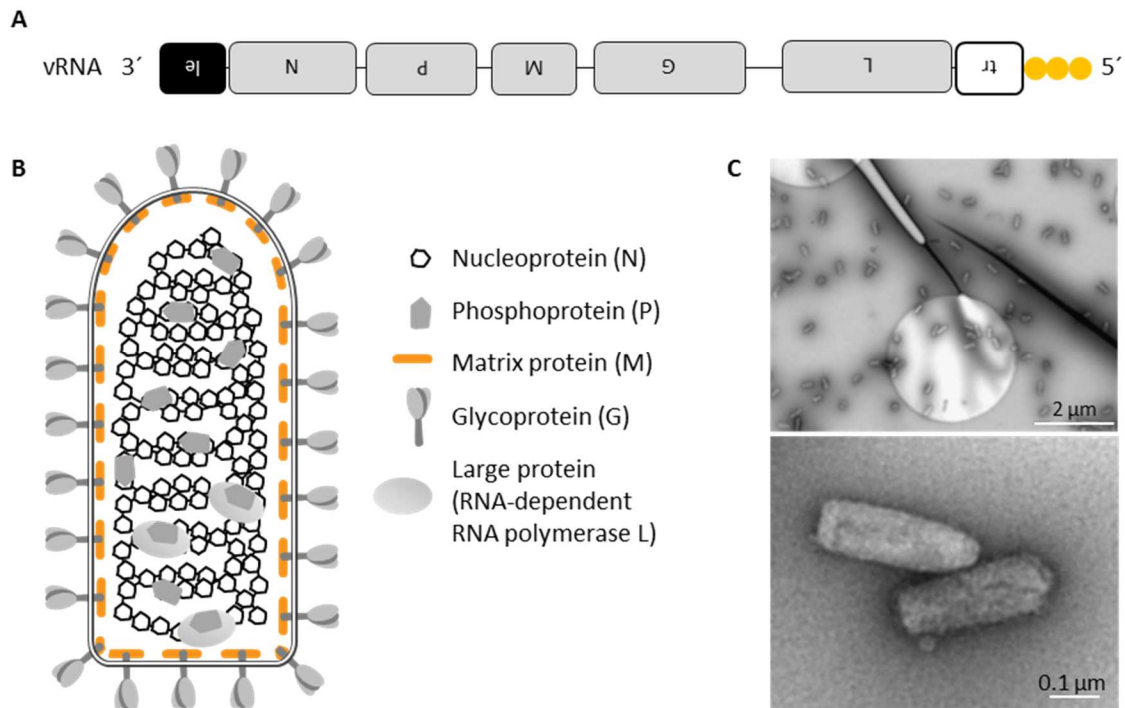 A
vRNA 3´ le N P M G L tr 5´
B
C
Nucleoprotein (N)
Phosphoprotein (P)
Matrix protein (M)
Glycoprotein (G)
Large protein
(RNA-dependent
RNA polymerase L)
2 µm
0.1 µm